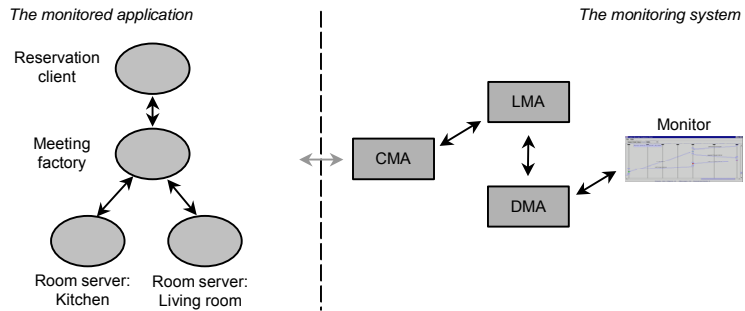 The monitored application
The monitoring system
Reservation
client
Meeting
factory
Room server:
Kitchen
Room server:
Living room
CMA
LMA
DMA
Monitor